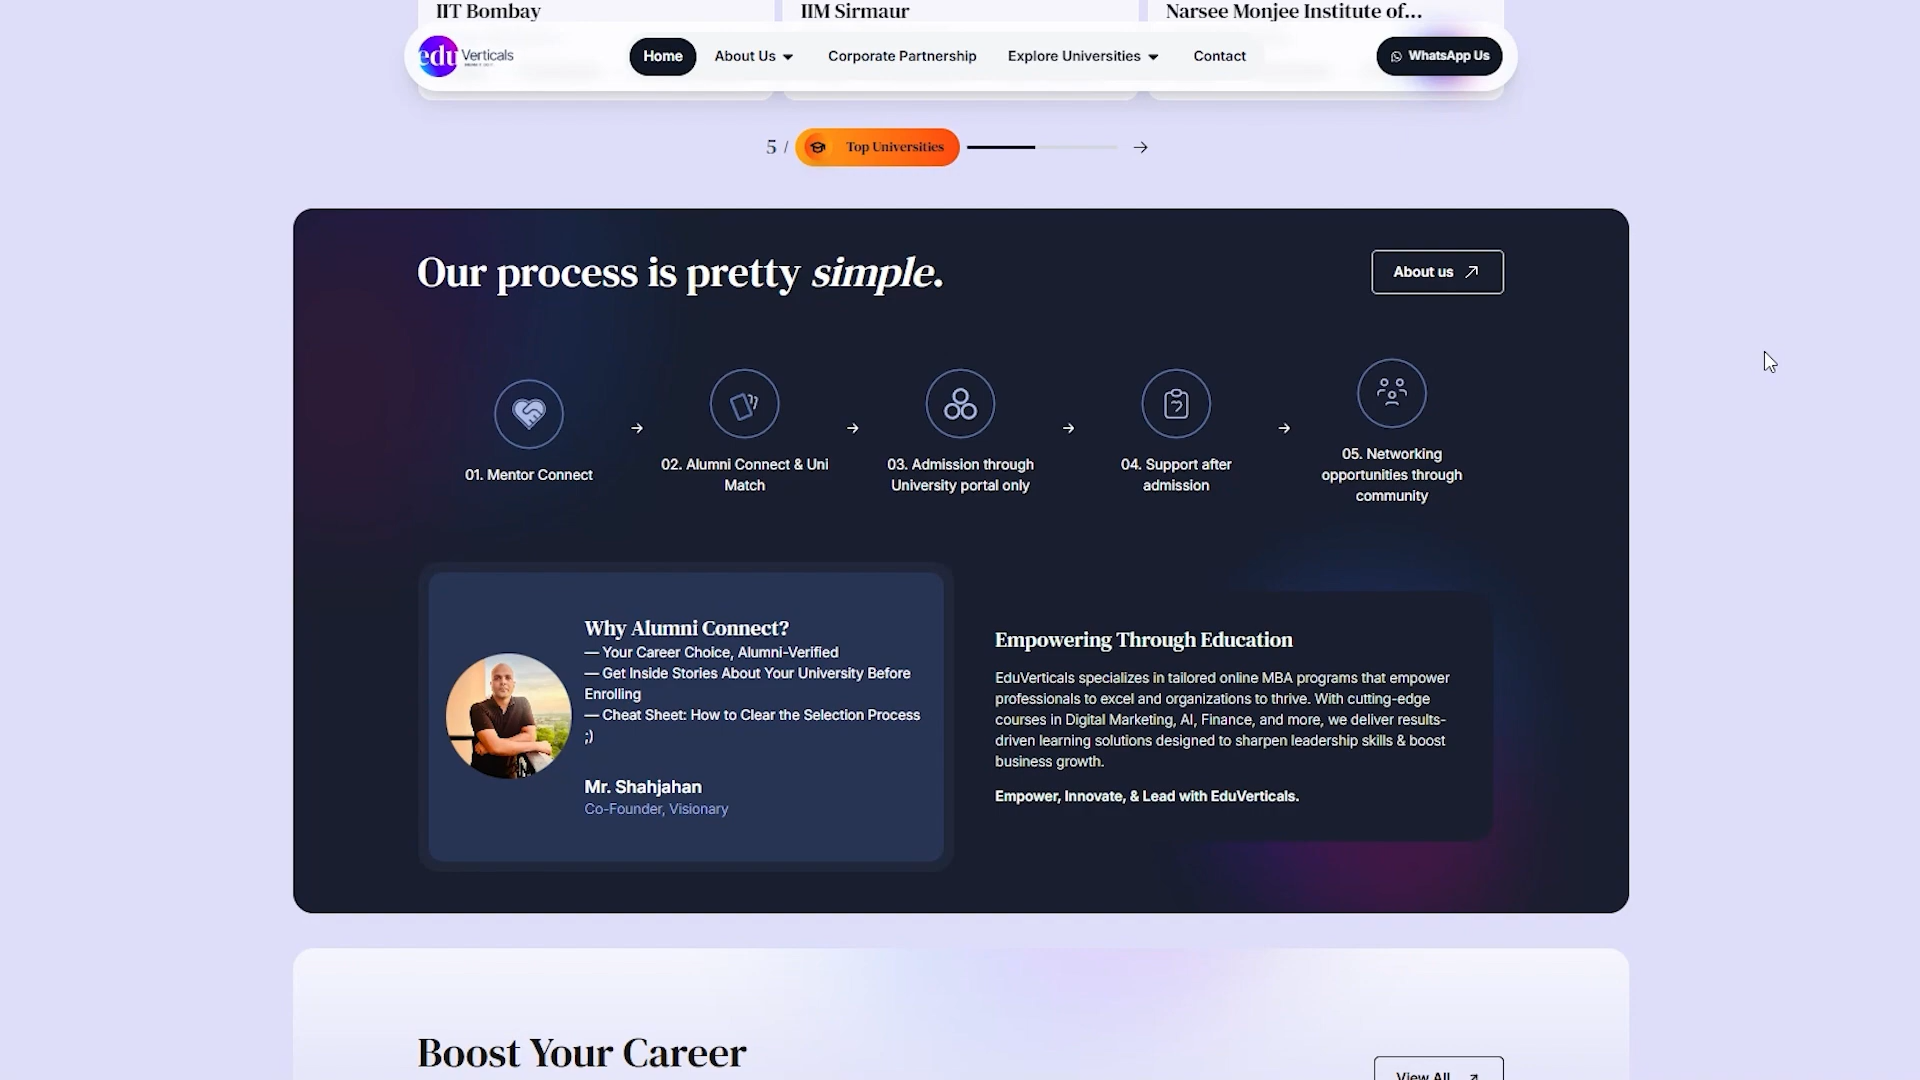 IIT Bombay
IIM Sirmaur
Narsee Monjee Institute of...
edu Verticals
Home
About Us
Corporate Partnership
Explore Universities
Contact
WhatsApp Us
5 / Top Universities
Our process is pretty simple.
About us
01. Mentor Connect
02. Alumni Connect & Uni
Match
03. Admission through
University portal only
04. Support after
admission
05. Networking
opportunities through
community
Why Alumni Connect?
— Your Career Choice, Alumni-Verified
— Get Inside Stories About Your University Before
Enrolling
— Cheat Sheet: How to Clear the Selection Process
;)
Mr. Shahjahan
Co-Founder, Visionary
Empowering Through Education
EduVerticals specializes in tailored online MBA programs that empower
professionals to excel and organizations to thrive. With cutting-edge
courses in Digital Marketing, AI, Finance, and more, we deliver results-
driven learning solutions designed to sharpen leadership skills & boost
business growth.
Empower, Innovate, & Lead with EduVerticals.
Boost Your Career
View All